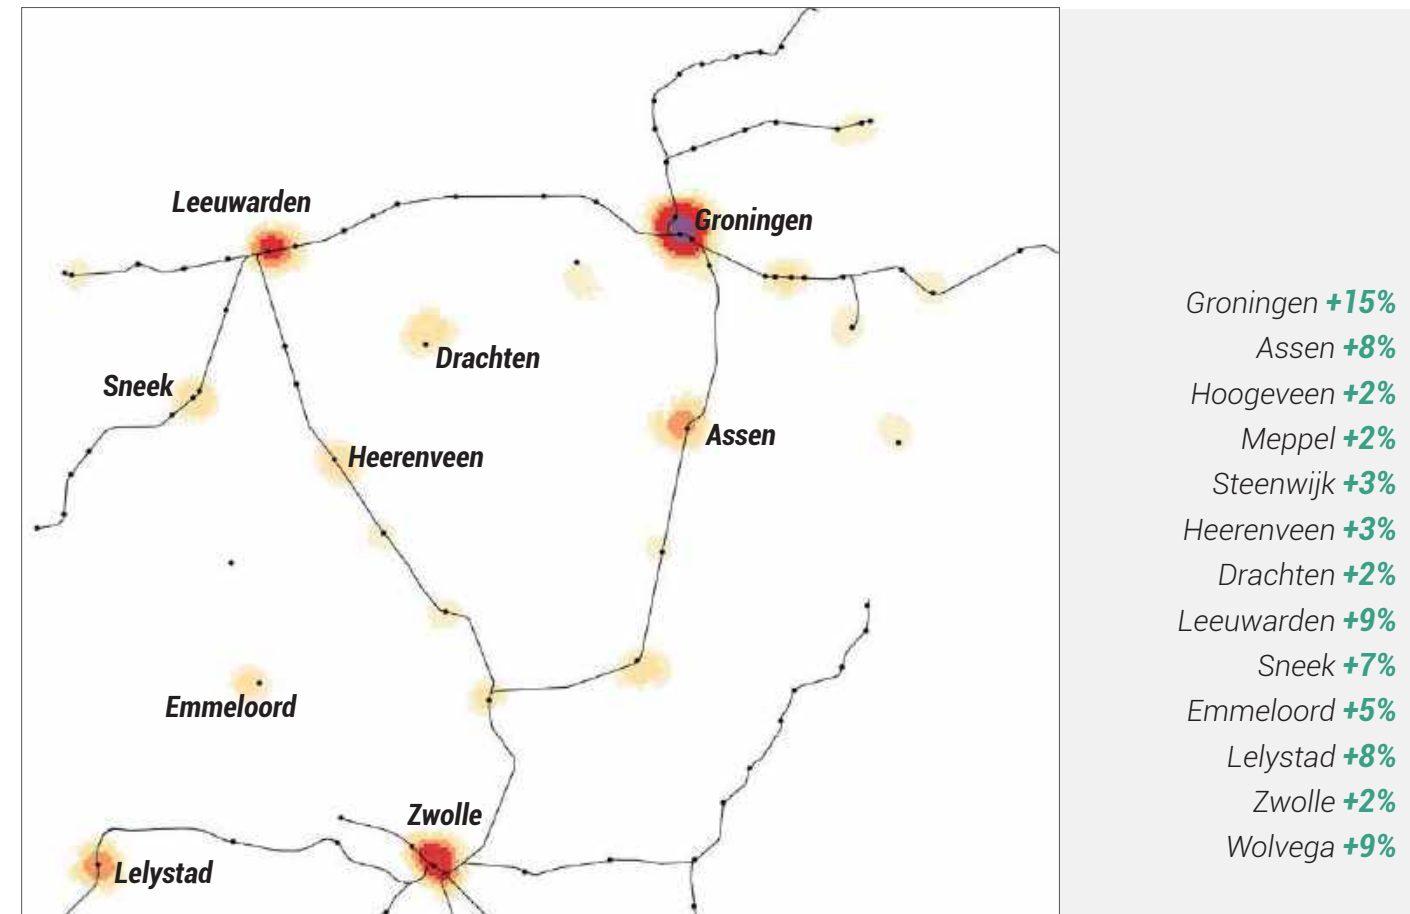 Leeuwarden
Groningen
Drachten
Sneek
Assen
Heerenveen
Emmeloord
Zwolle
Lelystad
Groningen +15%
Assen +8%
Hoogeveen +2%
Meppel +2%
Steenwijk +3%
Heerenveen +3%
Drachten +2%
Leeuwarden +9%
Sneek +7%
Emmeloord +5%
Lelystad +8%
Zwolle +2%
Wolvega +9%